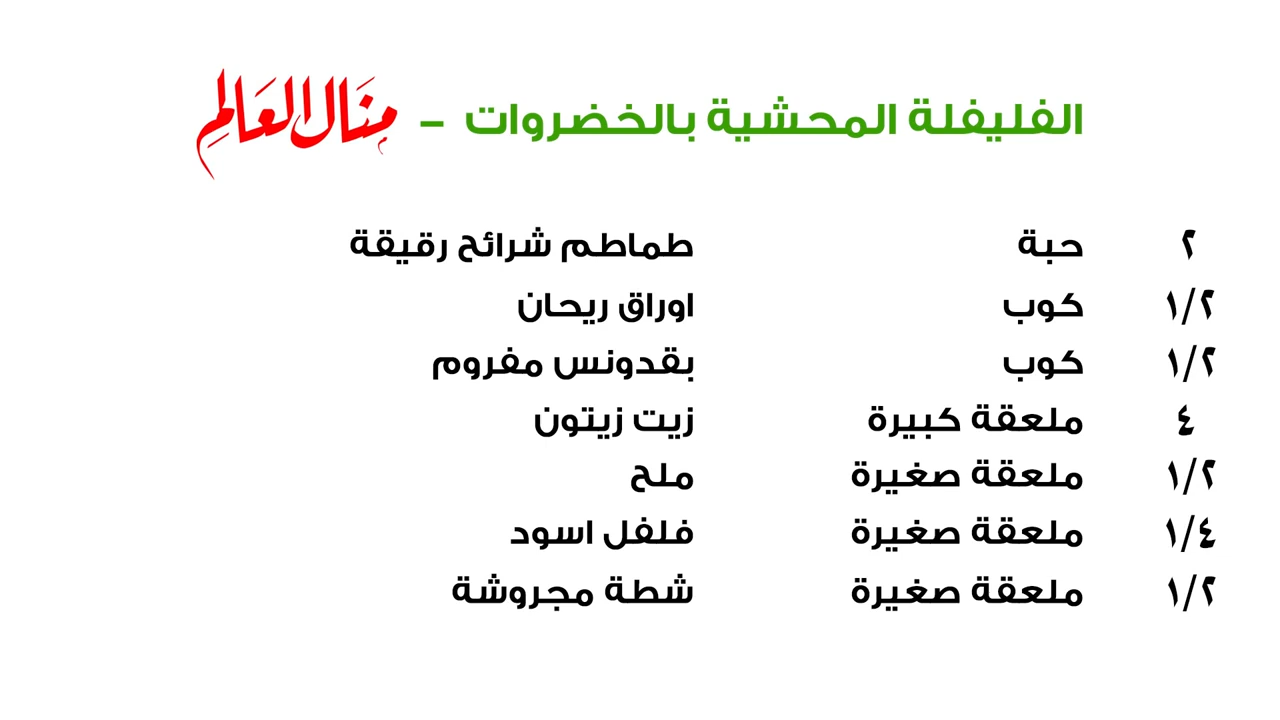 الفليفلة المحشية بالخضروات - منال العالم
٢ حبة طماطم شرائح رقيقة
١/٢ كوب اوراق ريحان
١/٢ كوب بقدونس مفروم
٤ ملعقة كبيرة زيت زيتون
١/٢ ملعقة صغيرة ملح
١/٤ ملعقة صغيرة فلفل اسود
١/٢ ملعقة صغيرة شطة مجروشة